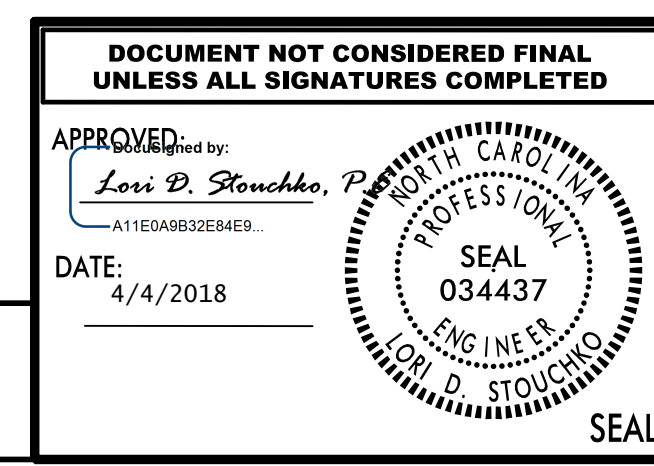 DOCUMENT NOT CONSIDERED FINAL
UNLESS ALL SIGNATURES COMPLETED
APPROVED:
DocuSigned by:
Lori D. Stouchko, P.
A11E0A9B32E84E9...
DATE:
4/4/2018
NORTH CAROLINA
PROFESSIONAL
SEAL
034437
ENGINEER
LORI D. STOUCHKO
SEAL